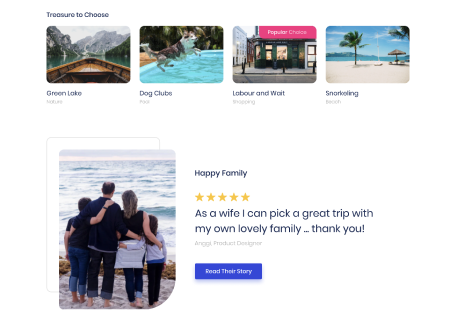 Treasure to Choose
Popular Choice
Green Lake
Nature
Dog Clubs
Pool
Labour and Wait
Shopping
Snorkeling
Beach
Happy Family
As a wife I can pick a great trip with
my own lovely family ... thank you!
Anggi, Product Designer
Read Their Story